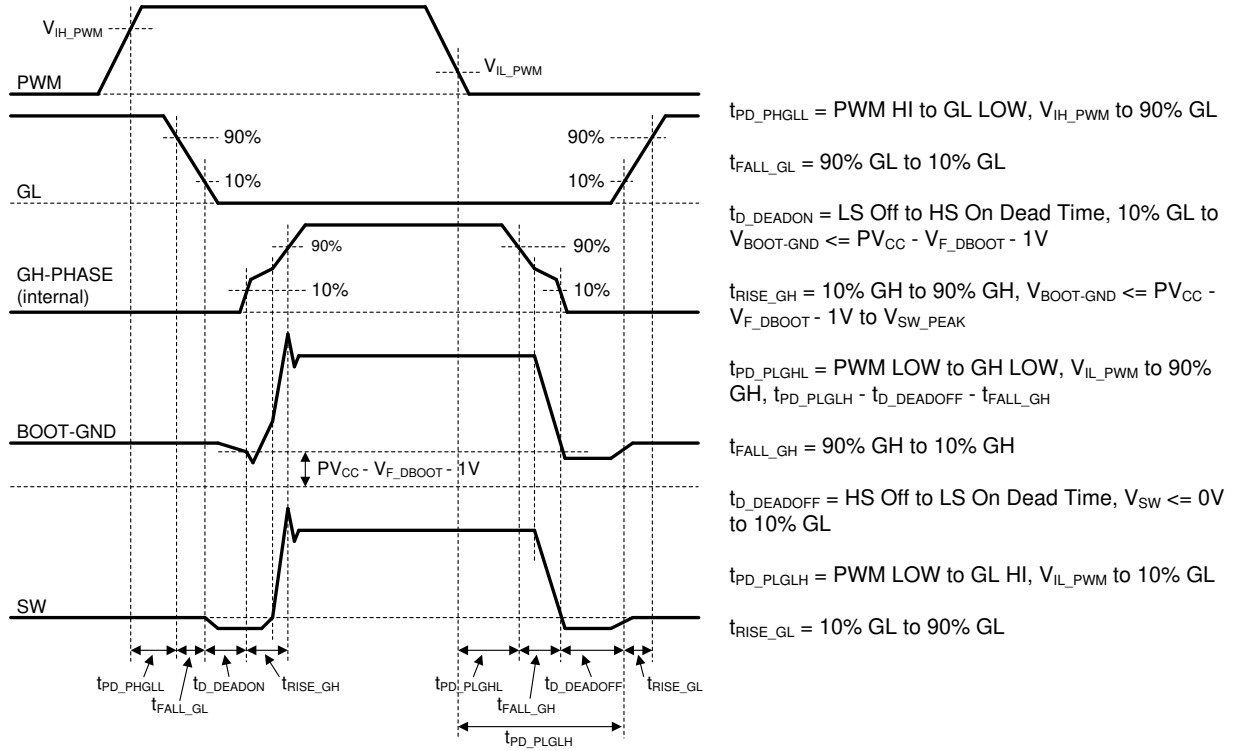 V_IH_PWM
V_IL_PWM
PWM
90%
90%
10%
10%
GL
90%
90%
GH-PHASE
(internal)
10%
10%
BOOT-GND
PV_CC - V_F_DBOOT - 1V
SW
t_PD_PHGLL
t_D_DEADON
t_RISE_GH
t_FALL_GL
t_PD_PLGHL
t_D_DEADOFF
t_RISE_GL
t_FALL_GH
t_PD_PLGLH
t_PD_PHGLL = PWM HI to GL LOW, V_IH_PWM to 90% GL
t_FALL_GL = 90% GL to 10% GL
t_D_DEADON = LS Off to HS On Dead Time, 10% GL to
V_BOOT-GND <= PV_CC - V_F_DBOOT - 1V
t_RISE_GH = 10% GH to 90% GH, V_BOOT-GND <= PV_CC -
V_F_DBOOT - 1V to V_SW_PEAK
t_PD_PLGHL = PWM LOW to GH LOW, V_IL_PWM to 90%
GH, t_PD_PLGLH - t_D_DEADOFF - t_FALL_GH
t_FALL_GH = 90% GH to 10% GH
t_D_DEADOFF = HS Off to LS On Dead Time, V_SW <= 0V
to 10% GL
t_PD_PLGLH = PWM LOW to GL HI, V_IL_PWM to 10% GL
t_RISE_GL = 10% GL to 90% GL